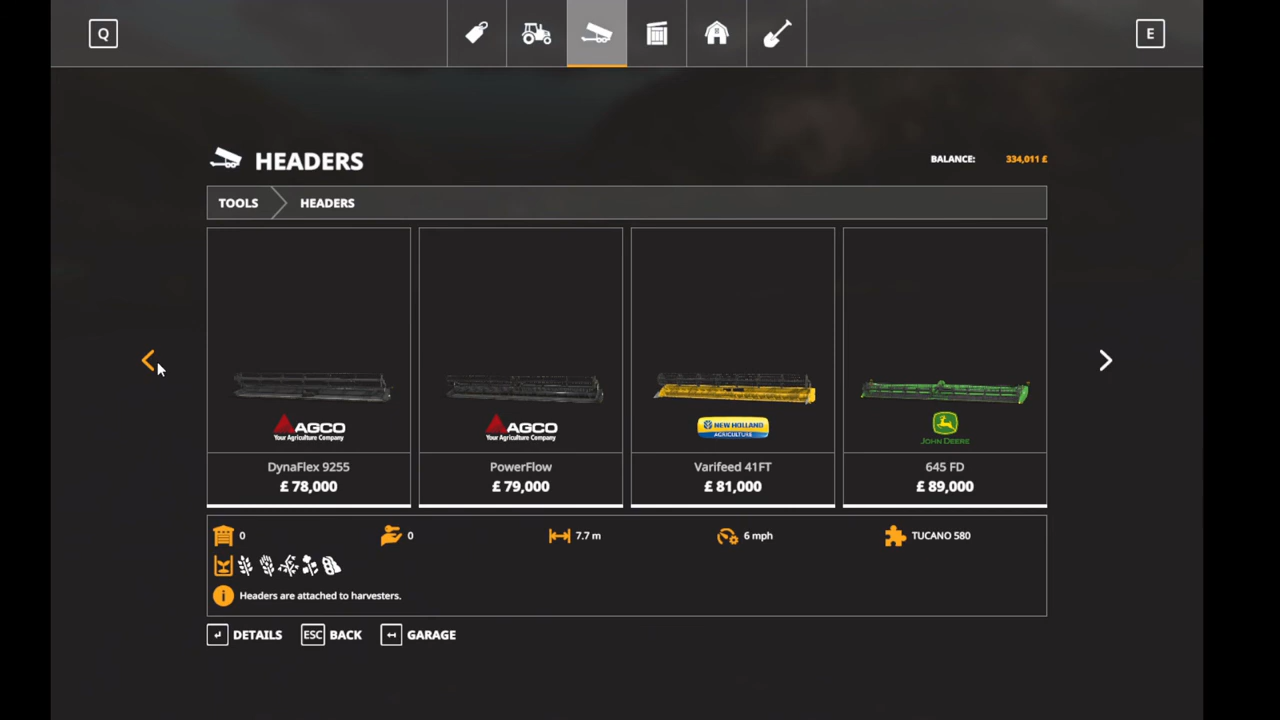 Q
E
HEADERS
BALANCE: 334,011 £
TOOLS HEADERS
AGCO
Your Agriculture Company
AGCO
Your Agriculture Company
NEW HOLLAND
AGRICULTURE
JOHN DEERE
DynaFlex 9255
£ 78,000
PowerFlow
£ 79,000
Varifeed 41FT
£ 81,000
645 FD
£ 89,000
0 0 7.7 m 6 mph TUCANO 580
i Headers are attached to harvesters.
DETAILS ESC BACK GARAGE